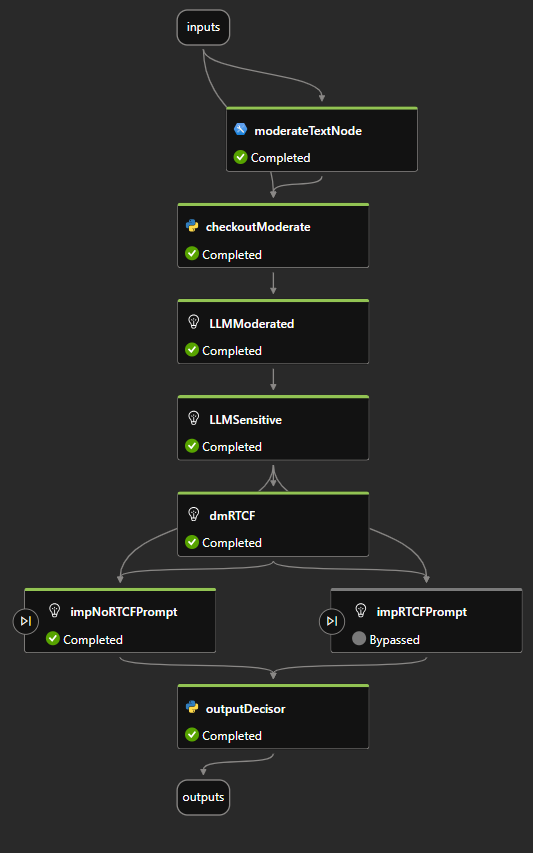 inputs
moderateTextNode
Completed
checkoutModerate
Completed
LLMModerated
Completed
LLMSensitive
Completed
dmRTCF
Completed
impNoRTCFPrompt
Completed
impRTCFPrompt
Bypassed
outputDecisor
Completed
outputs